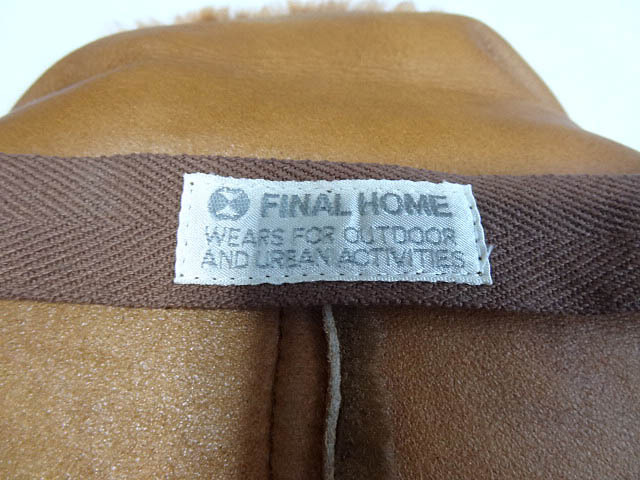 FINAL HOME
WEARS FOR OUTDOOR
AND URBAN ACTIVITIES